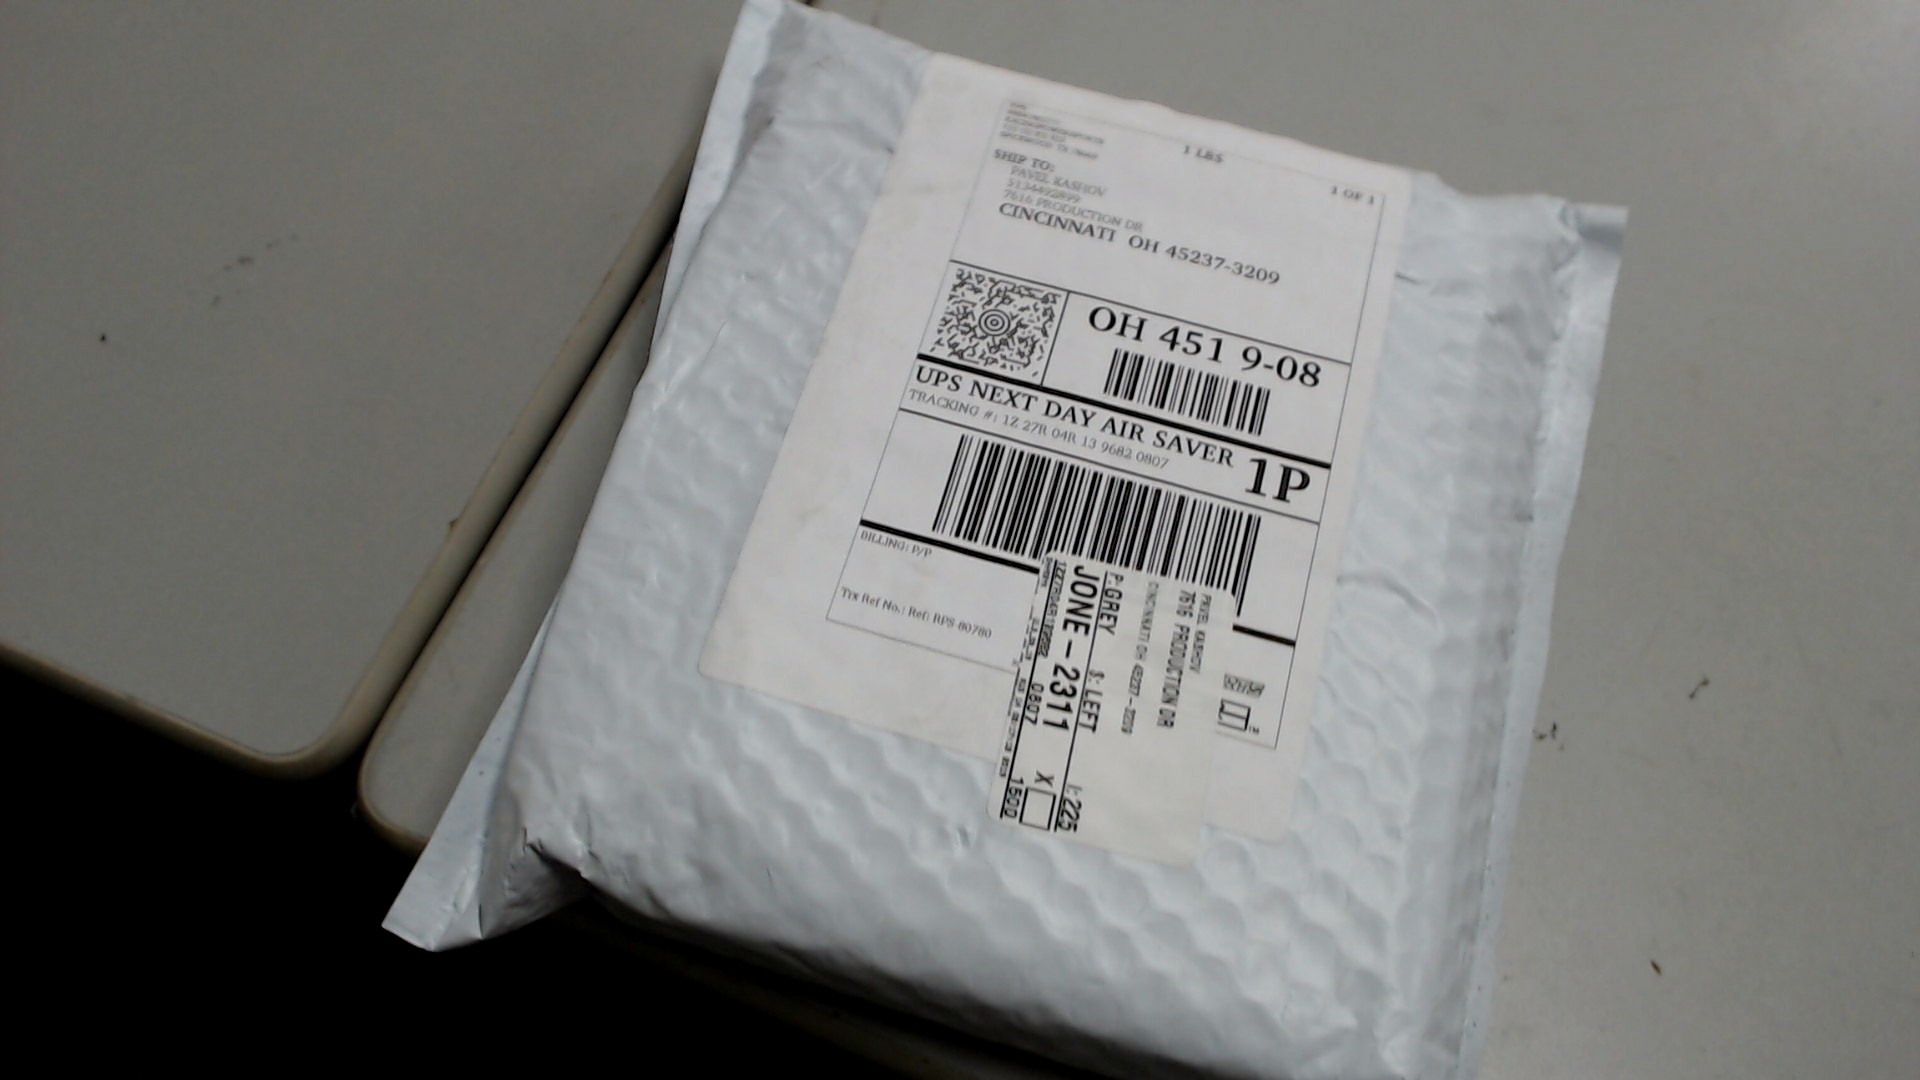 1 LBS
1 OF 1
SHIP TO:
PAVEL KASHOV
5134492899
7616 PRODUCTION DR
CINCINNATI OH 45237-3209
OH 451 9-08
UPS NEXT DAY AIR SAVER
1P
TRACKING #: 1Z 27R 04R 13 9682 0807
BILLING: P/P
Trx Ref No.: Ref: RPS-80780
PAVEL KASHOV
7616 PRODUCTION DR
CINCINNATI OH 45237-3209
P: GREY S: LEFT I: 225
JONE-2311
X
0807 1500